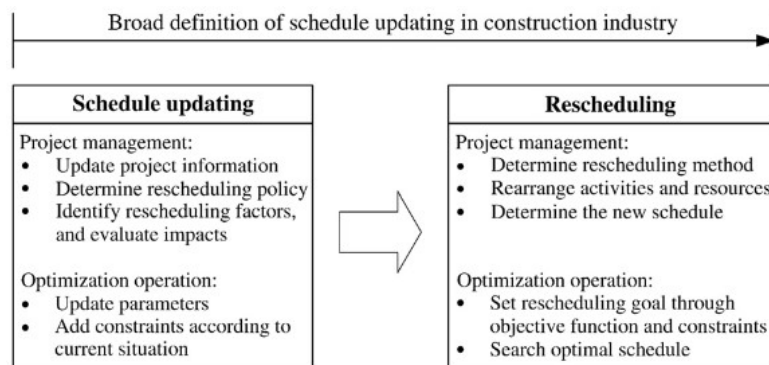 Broad definition of schedule updating in construction industry
Schedule updating
Project management:
• Update project information
• Determine rescheduling policy
• Identify rescheduling factors,
and evaluate impacts
Optimization operation:
• Update parameters
• Add constraints according to
current situation
Rescheduling
Project management:
• Determine rescheduling method
• Rearrange activities and resources
• Determine the new schedule
Optimization operation:
• Set rescheduling goal through
objective function and constraints
• Search optimal schedule